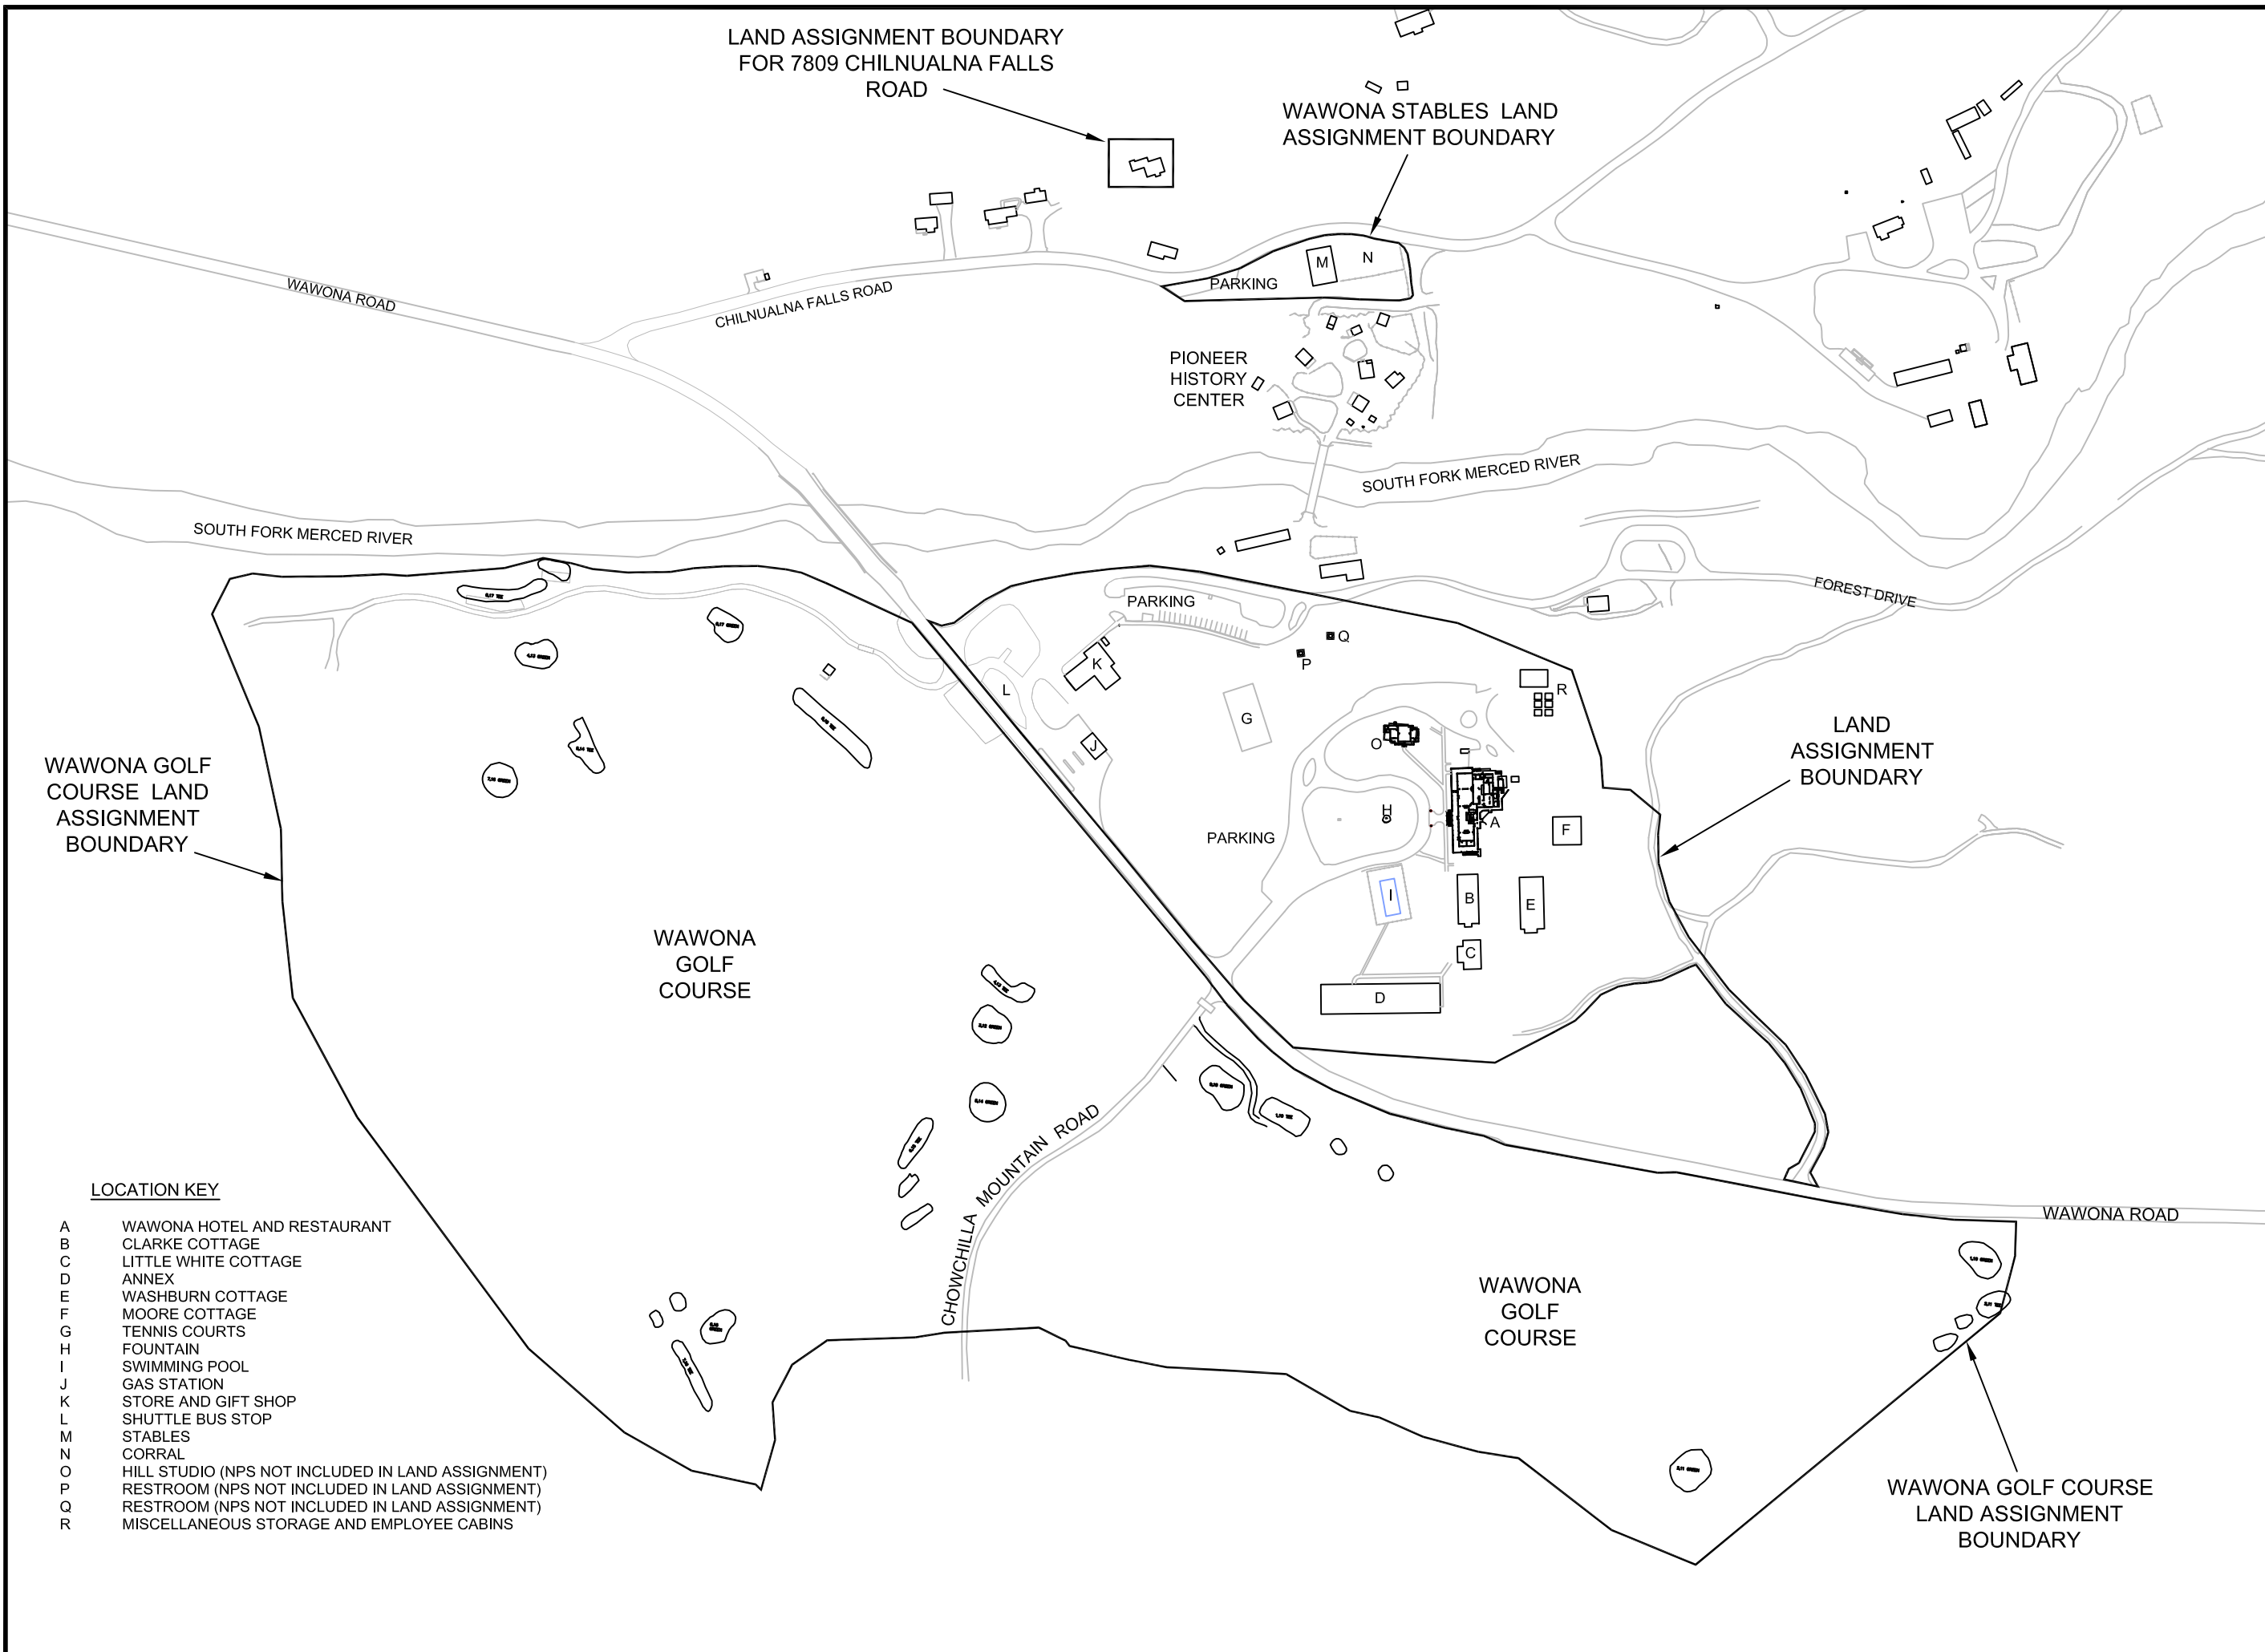 LAND ASSIGNMENT BOUNDARY
FOR 7809 CHILNUALNA FALLS
ROAD
WAWONA STABLES LAND
ASSIGNMENT BOUNDARY
M
N
PARKING
WAWONA ROAD
CHILNUALNA FALLS ROAD
PIONEER
HISTORY
CENTER
SOUTH FORK MERCED RIVER
SOUTH FORK MERCED RIVER
FOREST DRIVE
PARKING
Q
P
K
L
R
G
J
O
H
A
PARKING
F
I
B
E
C
D
LAND
ASSIGNMENT
BOUNDARY
WAWONA GOLF
COURSE LAND
ASSIGNMENT
BOUNDARY
WAWONA
GOLF
COURSE
CHOWCHILLA MOUNTAIN ROAD
WAWONA ROAD
WAWONA
GOLF
COURSE
WAWONA GOLF COURSE
LAND ASSIGNMENT
BOUNDARY
LOCATION KEY
A WAWONA HOTEL AND RESTAURANT
B CLARKE COTTAGE
C LITTLE WHITE COTTAGE
D ANNEX
E WASHBURN COTTAGE
F MOORE COTTAGE
G TENNIS COURTS
H FOUNTAIN
I SWIMMING POOL
J GAS STATION
K STORE AND GIFT SHOP
L SHUTTLE BUS STOP
M STABLES
N CORRAL
O HILL STUDIO (NPS NOT INCLUDED IN LAND ASSIGNMENT)
P RESTROOM (NPS NOT INCLUDED IN LAND ASSIGNMENT)
Q RESTROOM (NPS NOT INCLUDED IN LAND ASSIGNMENT)
R MISCELLANEOUS STORAGE AND EMPLOYEE CABINS